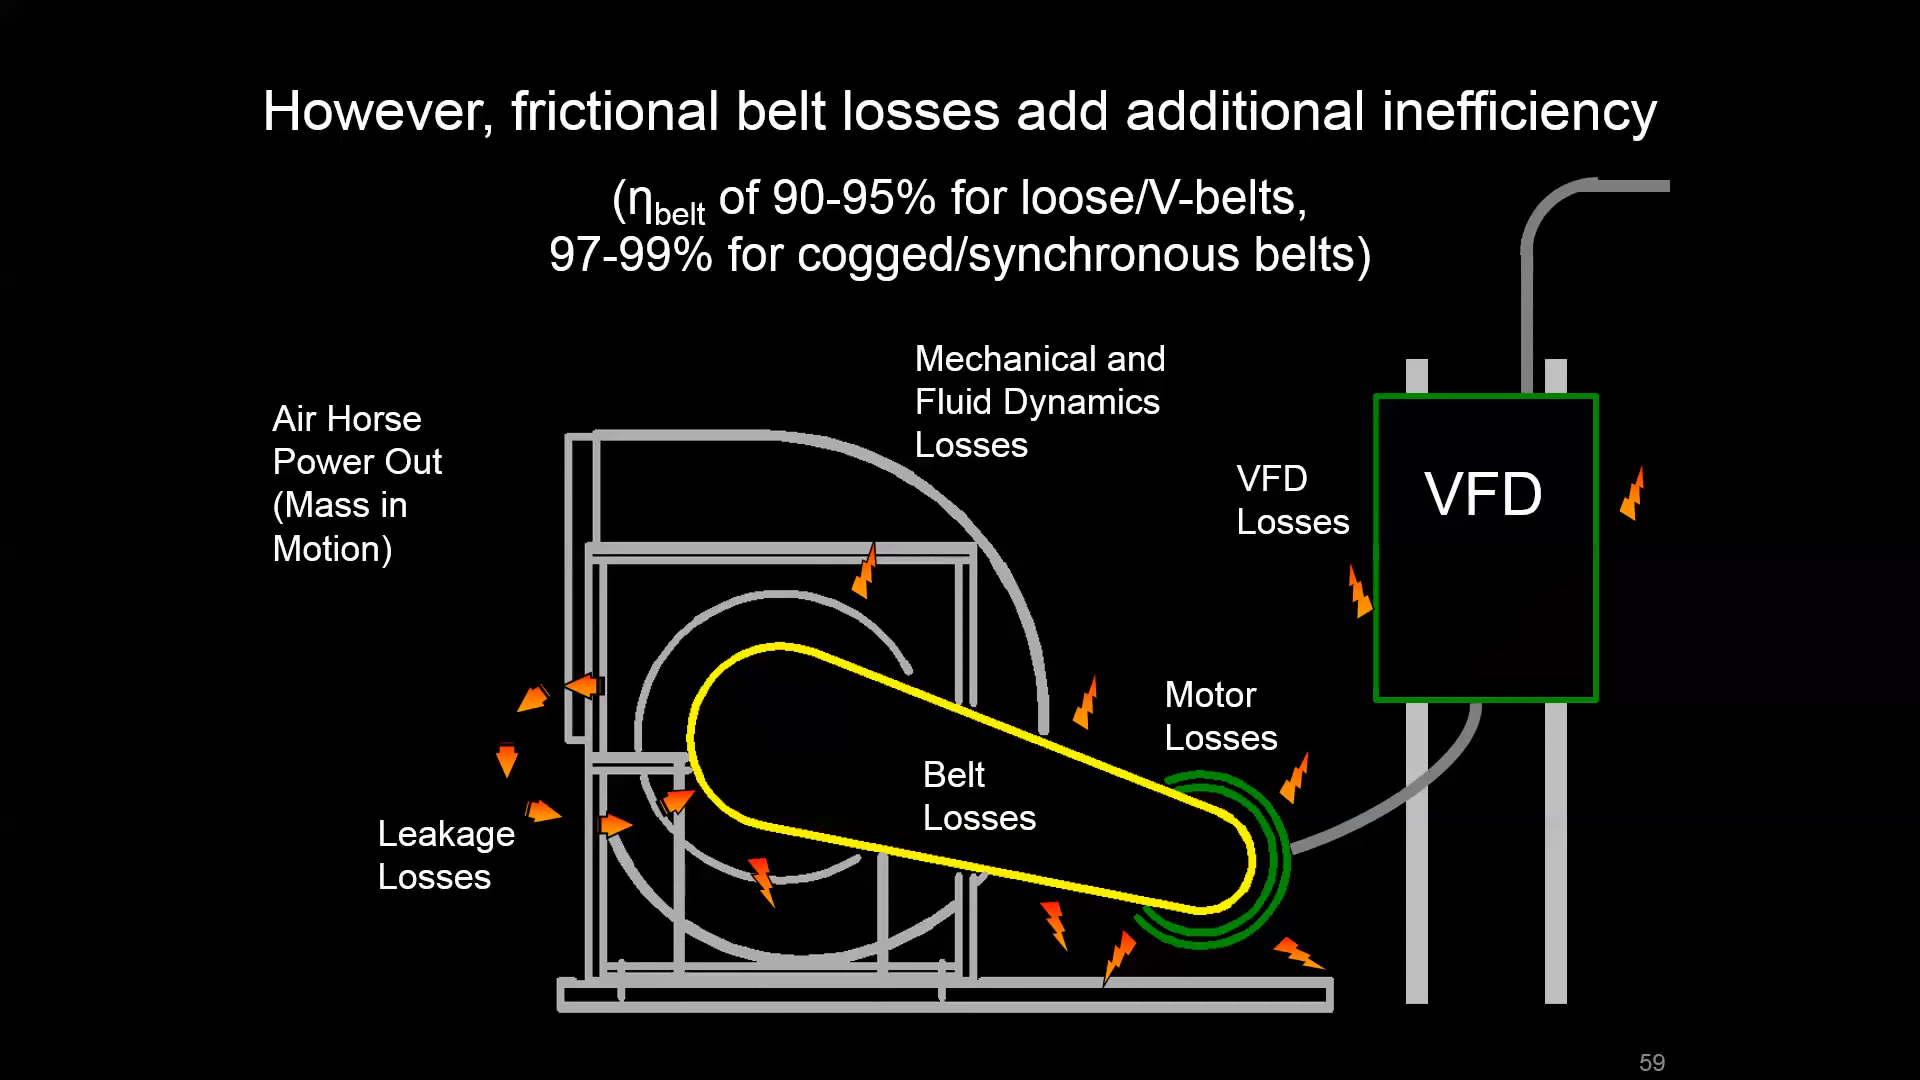 However, frictional belt losses add additional inefficiency
(ηbelt of 90-95% for loose/V-belts,
97-99% for cogged/synchronous belts)
Mechanical and
Fluid Dynamics
Losses
Air Horse
Power Out
(Mass in
Motion)
VFD
Losses
VFD
Motor
Losses
Belt
Losses
Leakage
Losses
59